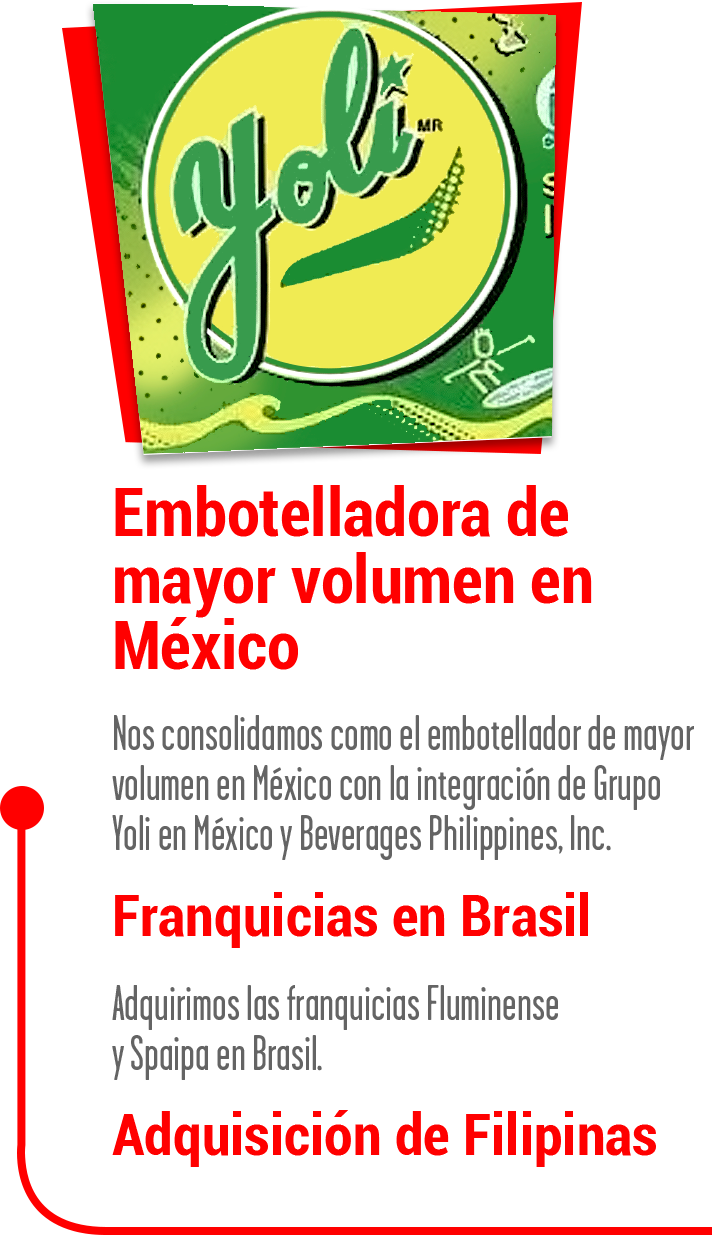 Yoli
MR
Embotelladora de
mayor volumen en
México
Nos consolidamos como el embotellador de mayor
volumen en México con la integración de Grupo
Yoli en México y Beverages Philippines, Inc.
Franquicias en Brasil
Adquirimos las franquicias Fluminense
y Spaipa en Brasil.
Adquisición de Filipinas